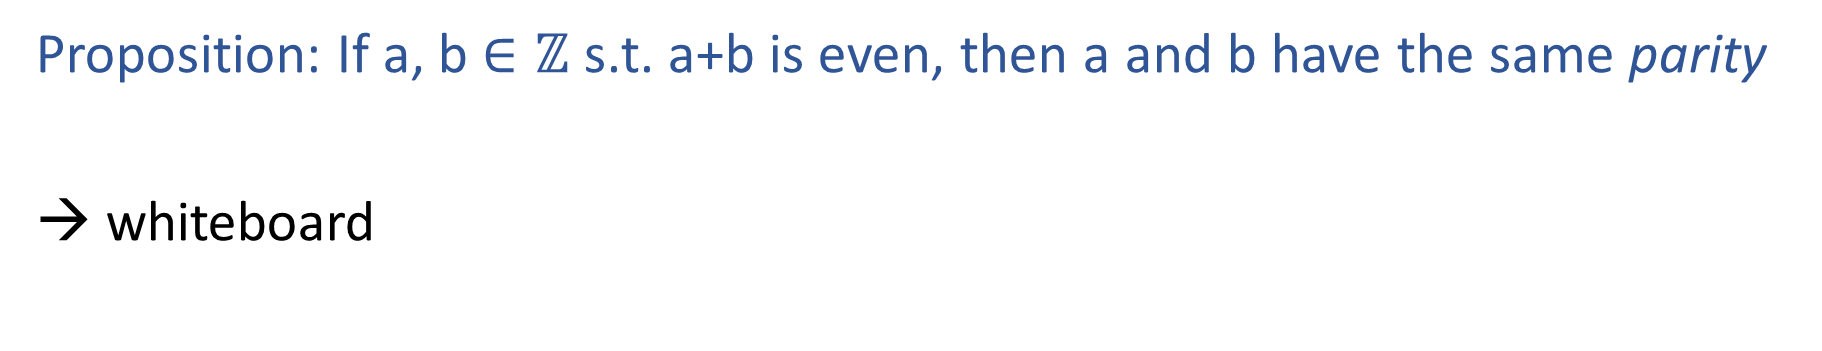 Proposition: If a, b ∈ ℤ s.t. a+b is even, then a and b have the same parity
→ whiteboard